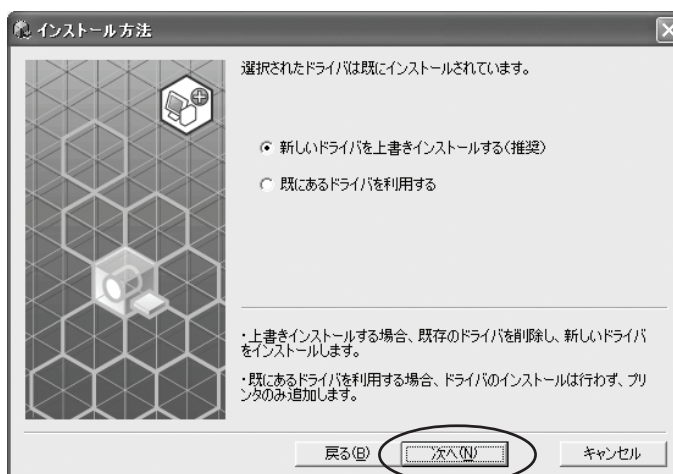 インストール方法
選択されたドライバは既にインストールされています。
新しいドライバを上書きインストールする(推奨)
既にあるドライバを利用する
・上書きインストールする場合、既存のドライバを削除し、新しいドライバ
をインストールします。
・既にあるドライバを利用する場合、ドライバのインストールは行わず、プリ
ンタのみ追加します。
戻る(B)
次へ(N)
キャンセル